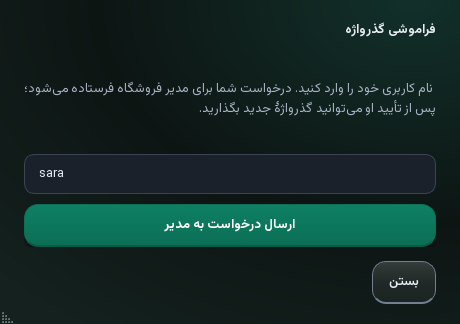 فراموشی گذرواژه
نام کاربری خود را وارد کنید. درخواست شما برای مدیر فروشگاه فرستاده می‌شود؛
پس از تأیید او می‌توانید گذرواژهٔ جدید بگذارید.
sara
ارسال درخواست به مدیر
بستن